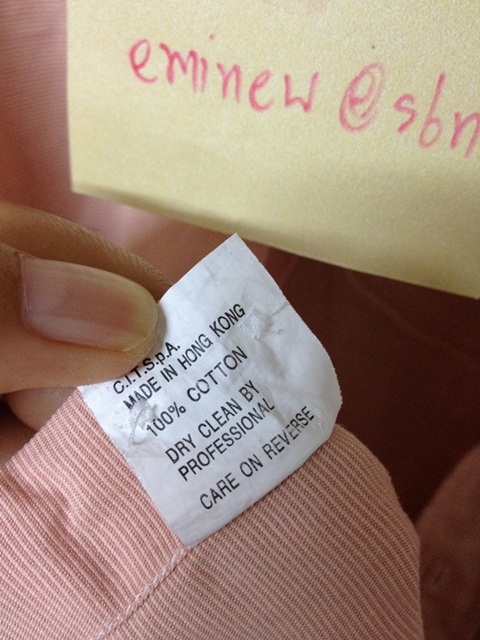 eminew@sbn
C.I.T.S.p.A.
MADE IN HONG KONG
100% COTTON
DRY CLEAN BY
PROFESSIONAL
CARE ON REVERSE